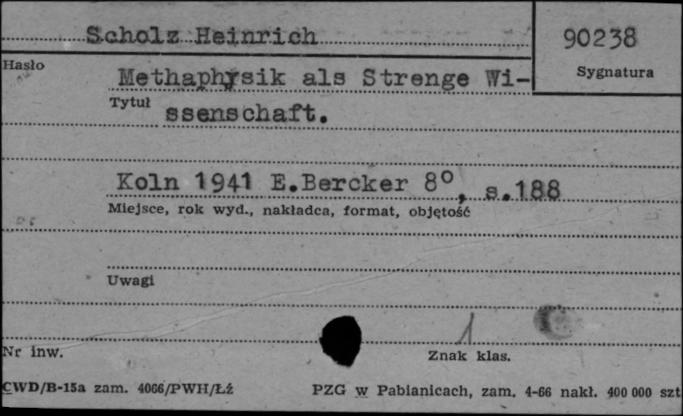 Scholz Heinrich
90238
Hasło
Sygnatura
Methaphysik als Strenge Wi-
Tytuł
ssenschaft.
Koln 1941 E.Bercker 8°, s.188
Miejsce, rok wyd., nakładca, format, objętość
Uwagi
1
Nr inw.
Znak klas.
CWD/B-15a zam. 4066/PWH/Łż
PZG w Pabianicach, zam. 4-66 nakł. 400 000 szt